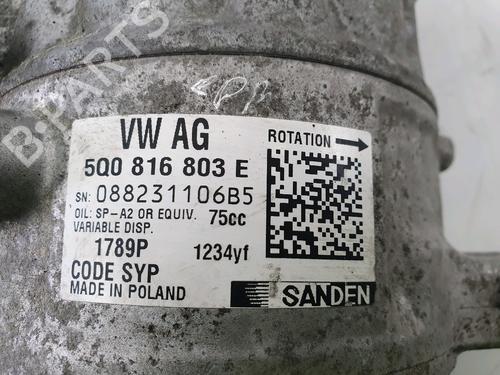 VW AG
ROTATION
5Q0 816 803 E
SN: 088231106B5
OIL: SP-A2 OR EQUIV. 75cc
VARIABLE DISP.
1789P 1234yf
CODE SYP
MADE IN POLAND
SANDEN
B-PARTS